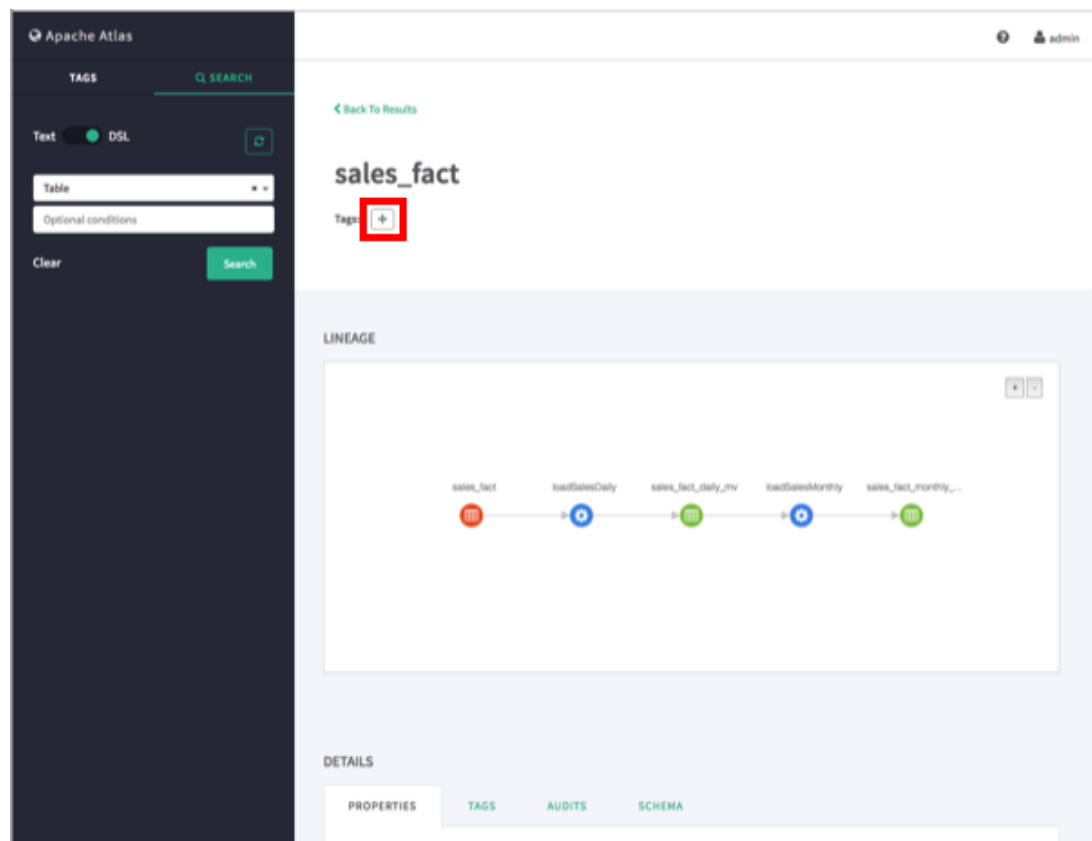 Apache Atlas
admin
TAGS
SEARCH
Back To Results
Text DSL
sales_fact
Table
Tags: +
Optional conditions
Clear
Search
LINEAGE
+ -
sales_fact loadSalesDaily sales_fact_daily_mv loadSalesMonthly sales_fact_monthly_...
DETAILS
PROPERTIES TAGS AUDITS SCHEMA